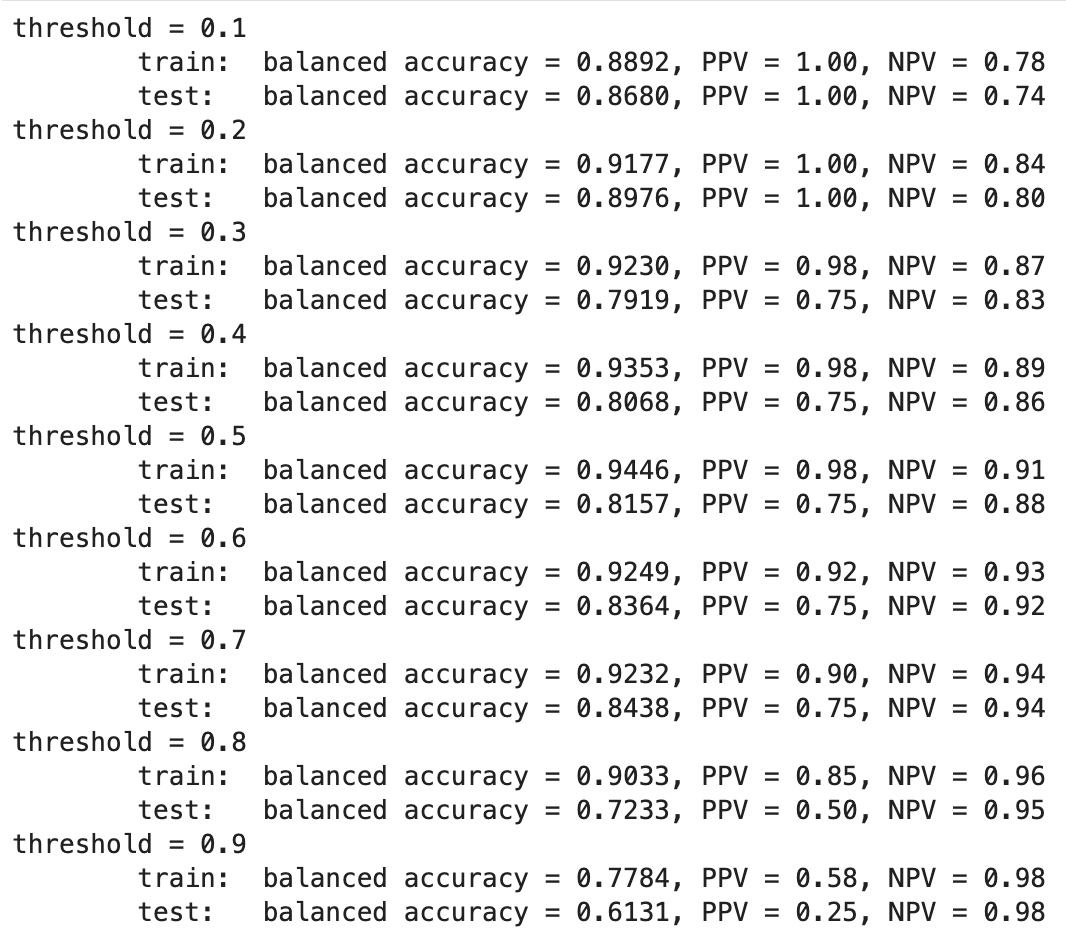 threshold = 0.1
train: balanced accuracy = 0.8892, PPV = 1.00, NPV = 0.78
test: balanced accuracy = 0.8680, PPV = 1.00, NPV = 0.74
threshold = 0.2
train: balanced accuracy = 0.9177, PPV = 1.00, NPV = 0.84
test: balanced accuracy = 0.8976, PPV = 1.00, NPV = 0.80
threshold = 0.3
train: balanced accuracy = 0.9230, PPV = 0.98, NPV = 0.87
test: balanced accuracy = 0.7919, PPV = 0.75, NPV = 0.83
threshold = 0.4
train: balanced accuracy = 0.9353, PPV = 0.98, NPV = 0.89
test: balanced accuracy = 0.8068, PPV = 0.75, NPV = 0.86
threshold = 0.5
train: balanced accuracy = 0.9446, PPV = 0.98, NPV = 0.91
test: balanced accuracy = 0.8157, PPV = 0.75, NPV = 0.88
threshold = 0.6
train: balanced accuracy = 0.9249, PPV = 0.92, NPV = 0.93
test: balanced accuracy = 0.8364, PPV = 0.75, NPV = 0.92
threshold = 0.7
train: balanced accuracy = 0.9232, PPV = 0.90, NPV = 0.94
test: balanced accuracy = 0.8438, PPV = 0.75, NPV = 0.94
threshold = 0.8
train: balanced accuracy = 0.9033, PPV = 0.85, NPV = 0.96
test: balanced accuracy = 0.7233, PPV = 0.50, NPV = 0.95
threshold = 0.9
train: balanced accuracy = 0.7784, PPV = 0.58, NPV = 0.98
test: balanced accuracy = 0.6131, PPV = 0.25, NPV = 0.98